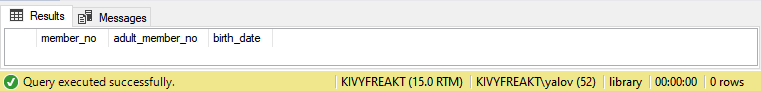 Results Messages
member_no adult_member_no birth_date
Query executed successfully. KIVYFREAKT (15.0 RTM) KIVYFREAKT\yalov (52) library 00:00:00 0 rows